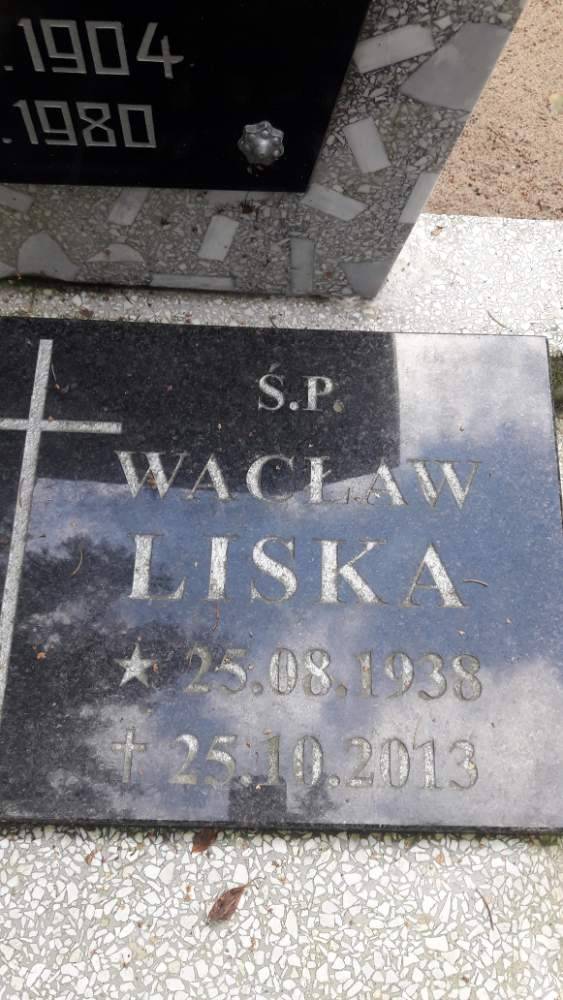 .1904
.1980
Ś.P.
WACŁAW
LISKA
25.08.1938
25.10.2013